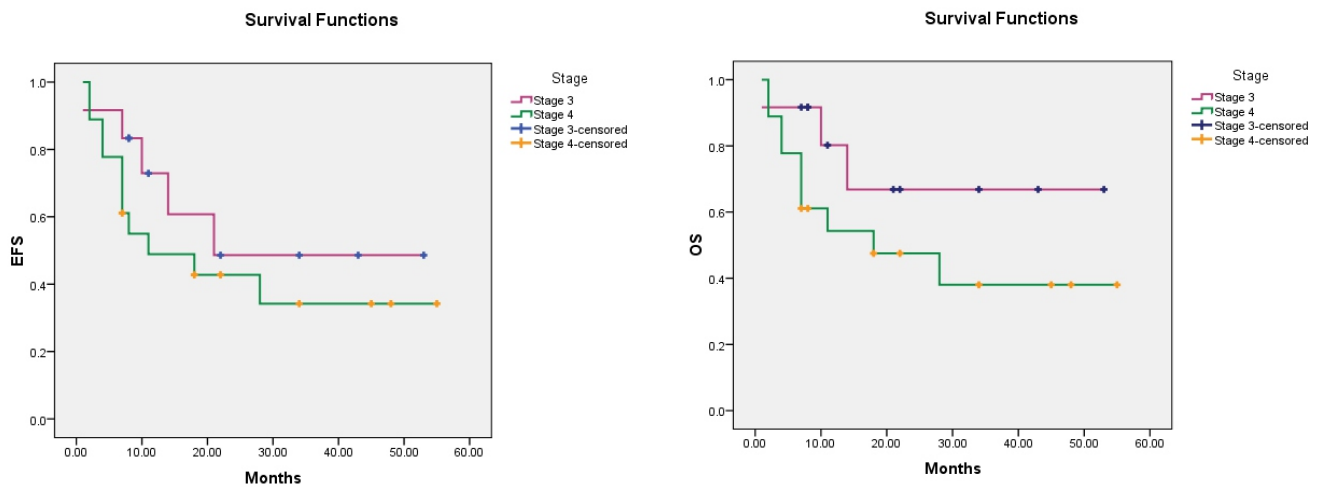 Survival Functions
EFS
1.0
0.8
0.6
0.4
0.2
0.0
0.00 10.00 20.00 30.00 40.00 50.00 60.00
Months
Stage
Stage 3
Stage 4
Stage 3-censored
Stage 4-censored
Survival Functions
OS
1.0
0.8
0.6
0.4
0.2
0.0
0.00 10.00 20.00 30.00 40.00 50.00 60.00
Months
Stage
Stage 3
Stage 4
Stage 3-censored
Stage 4-censored